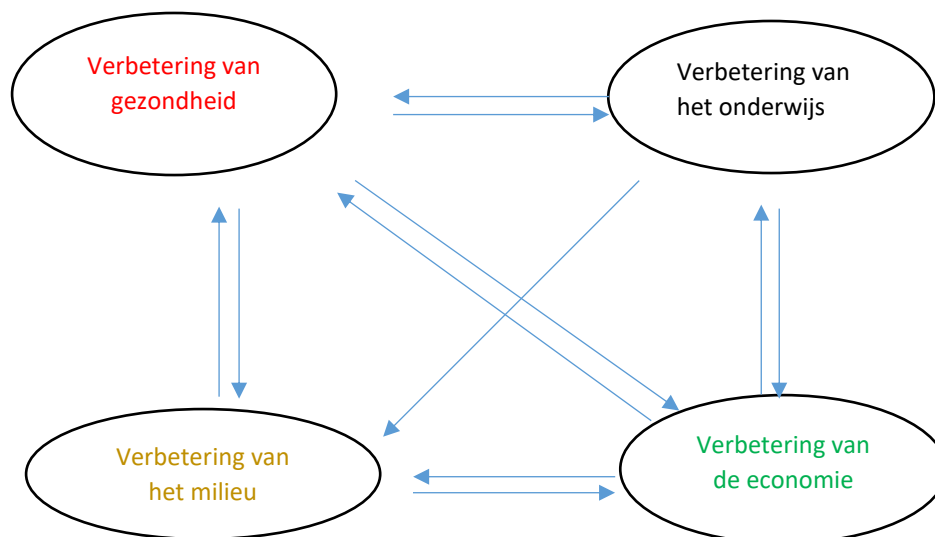 Verbetering van
gezondheid
Verbetering van
het onderwijs
Verbetering van
het milieu
Verbetering van
de economie